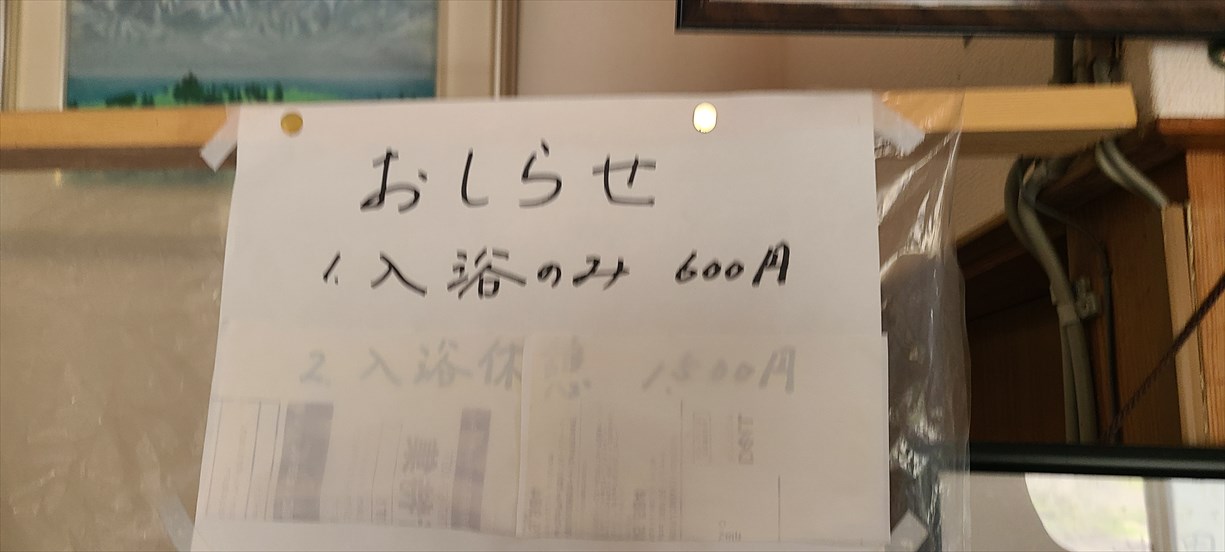 おしらせ
1. 入浴のみ 600円
2 入浴休憩 1,500円